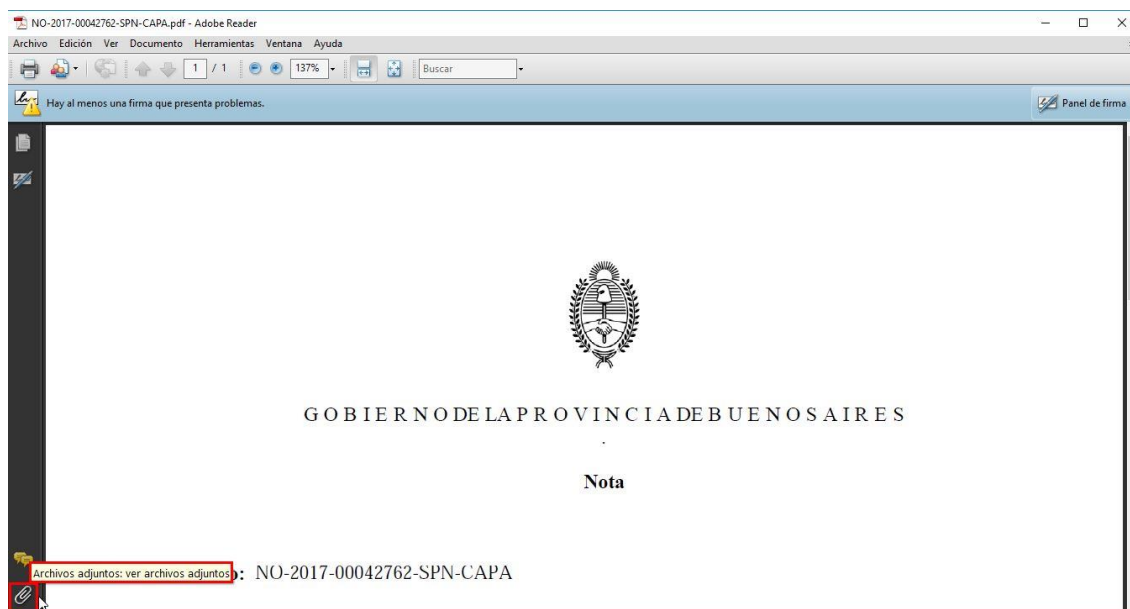 NO-2017-00042762-SPN-CAPA.pdf - Adobe Reader
Archivo Edición Ver Documento Herramientas Ventana Ayuda
1 / 1 137% Buscar
Hay al menos una firma que presenta problemas. Panel de firma
G O B I E R N O DE LA P R O V I N C I A DE B U E N O S A I R E S
.
Nota
Archivos adjuntos: ver archivos adjuntos o: NO-2017-00042762-SPN-CAPA